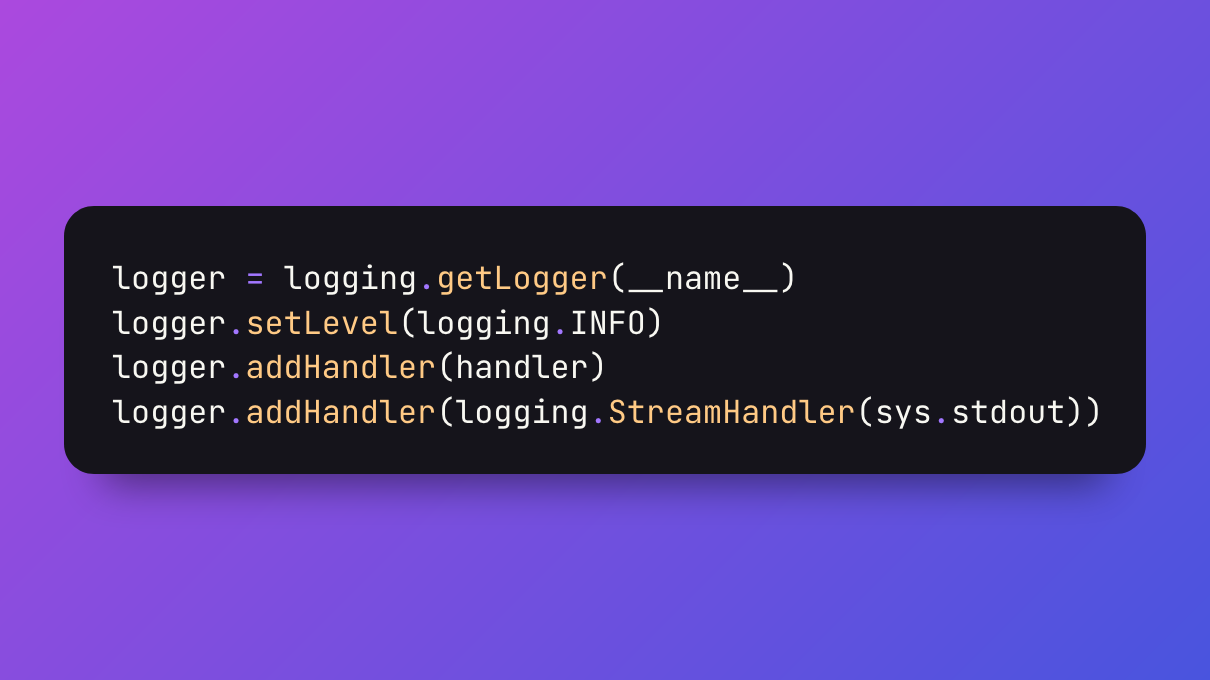 logger = logging.getLogger(__name__)
logger.setLevel(logging.INFO)
logger.addHandler(handler)
logger.addHandler(logging.StreamHandler(sys.stdout))